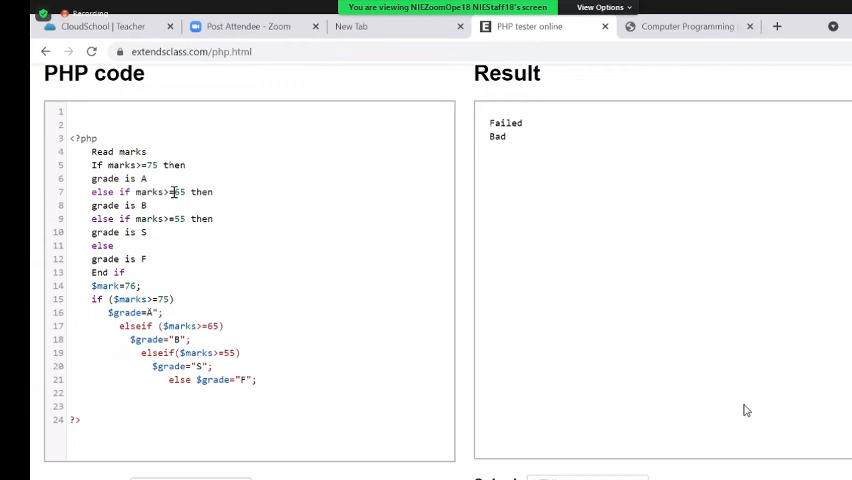 Recording
You are viewing NIEZoomOpe18 NIEStaff18's screen
View Options
CloudSchool | Teacher
Post Attendee - Zoom
New Tab
PHP tester online
Computer Programming
extendsclass.com/php.html
PHP code
Result
1
2
3 <?php
4 Read marks
5 If marks>=75 then
6 grade is A
7 else if marks>=65 then
8 grade is B
9 else if marks>=55 then
10 grade is S
11 else
12 grade is F
13 End if
14 $mark=76;
15 if ($marks>=75)
16 $grade=Ä";
17 elseif ($marks>=65)
18 $grade="B";
19 elseif($marks>=55)
20 $grade="S";
21 else $grade="F";
22
23
24 ?>
Failed
Bad